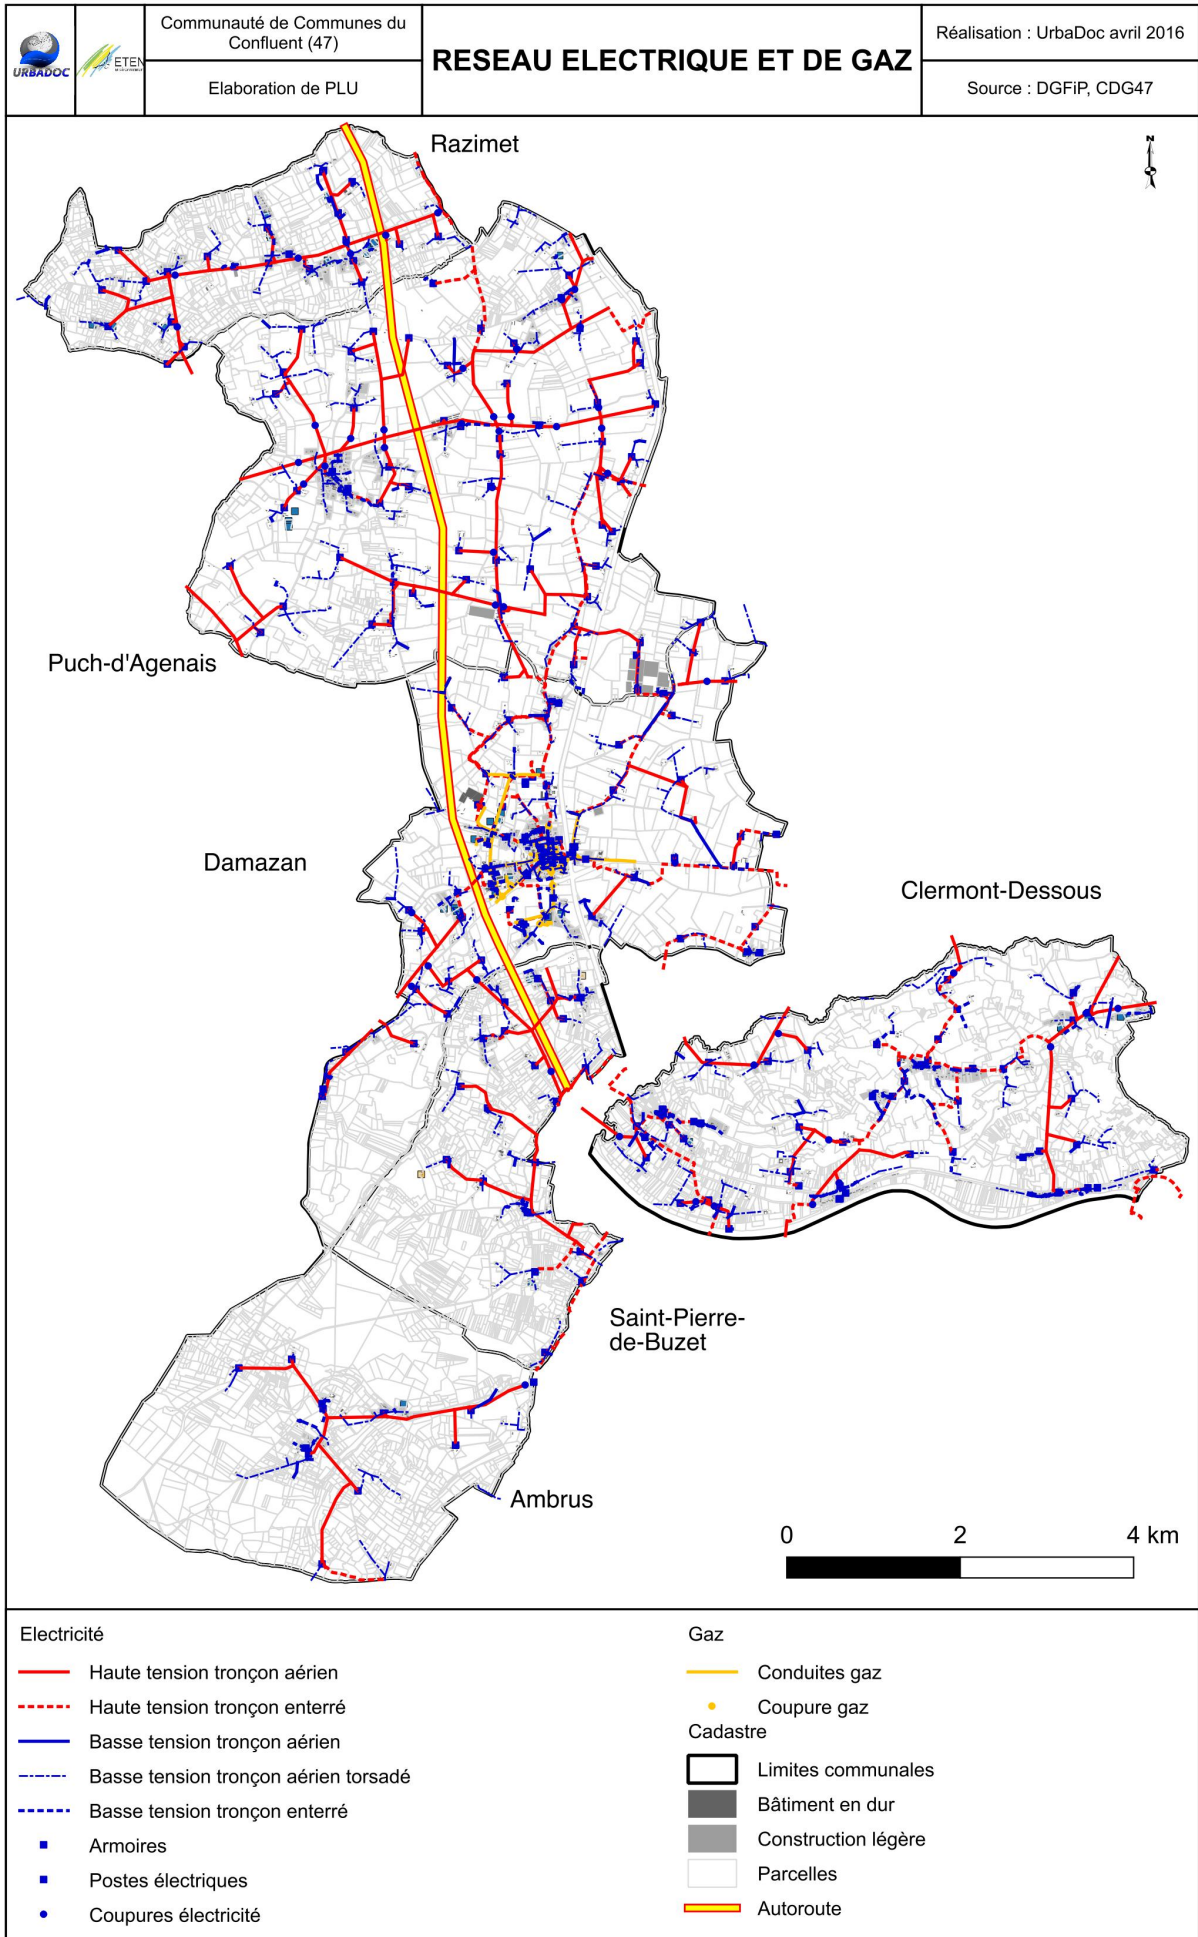 URBADOC
ETEN
Communauté de Communes du
Confluent (47)
Elaboration de PLU
RESEAU ELECTRIQUE ET DE GAZ
Réalisation : UrbaDoc avril 2016
Source : DGFiP, CDG47
N
Razimet
Puch-d'Agenais
Damazan
Clermont-Dessous
Saint-Pierre-
de-Buzet
Ambrus
0 2 4 km
Electricité
Haute tension tronçon aérien
Haute tension tronçon enterré
Basse tension tronçon aérien
Basse tension tronçon aérien torsadé
Basse tension tronçon enterré
Armoires
Postes électriques
Coupures électricité
Gaz
Conduites gaz
Coupure gaz
Cadastre
Limites communales
Bâtiment en dur
Construction légère
Parcelles
Autoroute